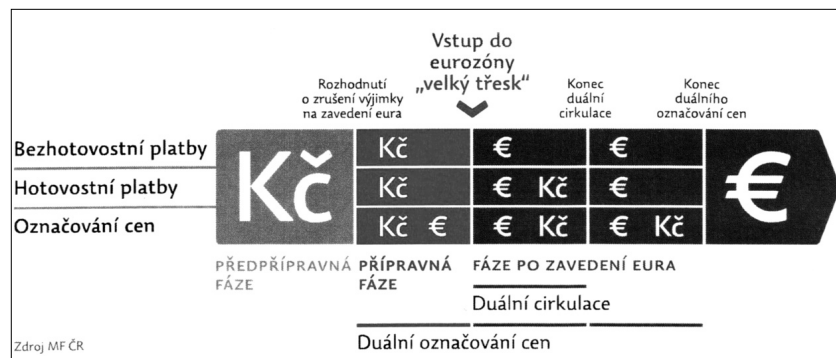 Vstup do
eurozóny
„velký třesk“
Rozhodnutí
o zrušení výjimky
na zavedení eura
Konec
duální
cirkulace
Konec
duálního
označování cen
Bezhotovostní platby
Kč € €
Hotovostní platby
Kč € Kč €
Označování cen
Kč € € Kč € Kč
Kč
€
PŘEDPŘÍPRAVNÁ
FÁZE
PŘÍPRAVNÁ
FÁZE
FÁZE PO ZAVEDENÍ EURA
Duální cirkulace
Duální označování cen
Zdroj MF ČR